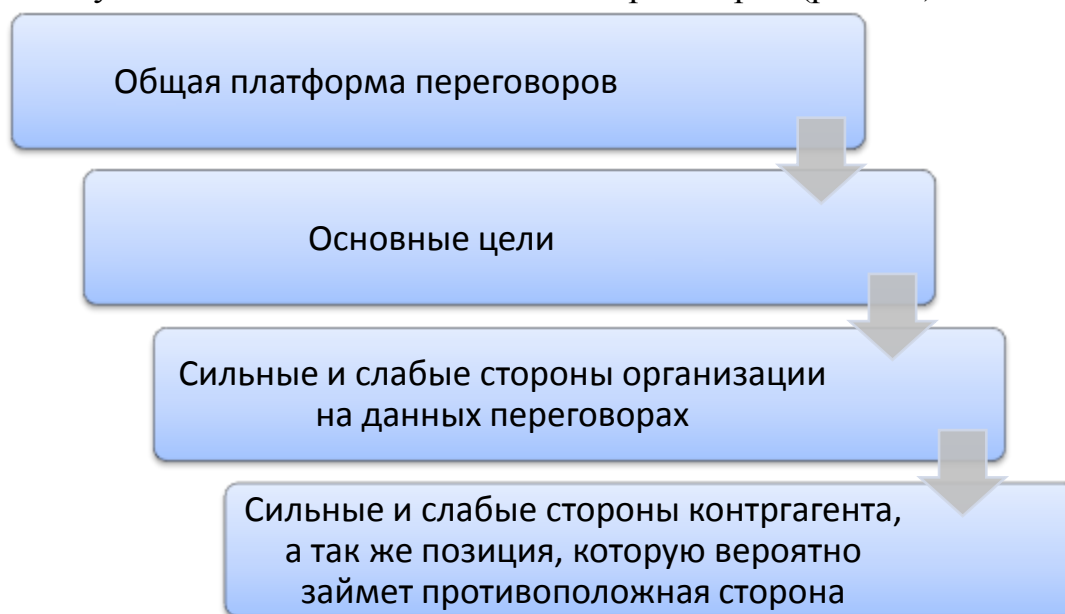 Общая платформа переговоров
Основные цели
Сильные и слабые стороны организации
на данных переговорах
Сильные и слабые стороны контргагента,
а так же позиция, которую вероятно
займет противоположная сторона